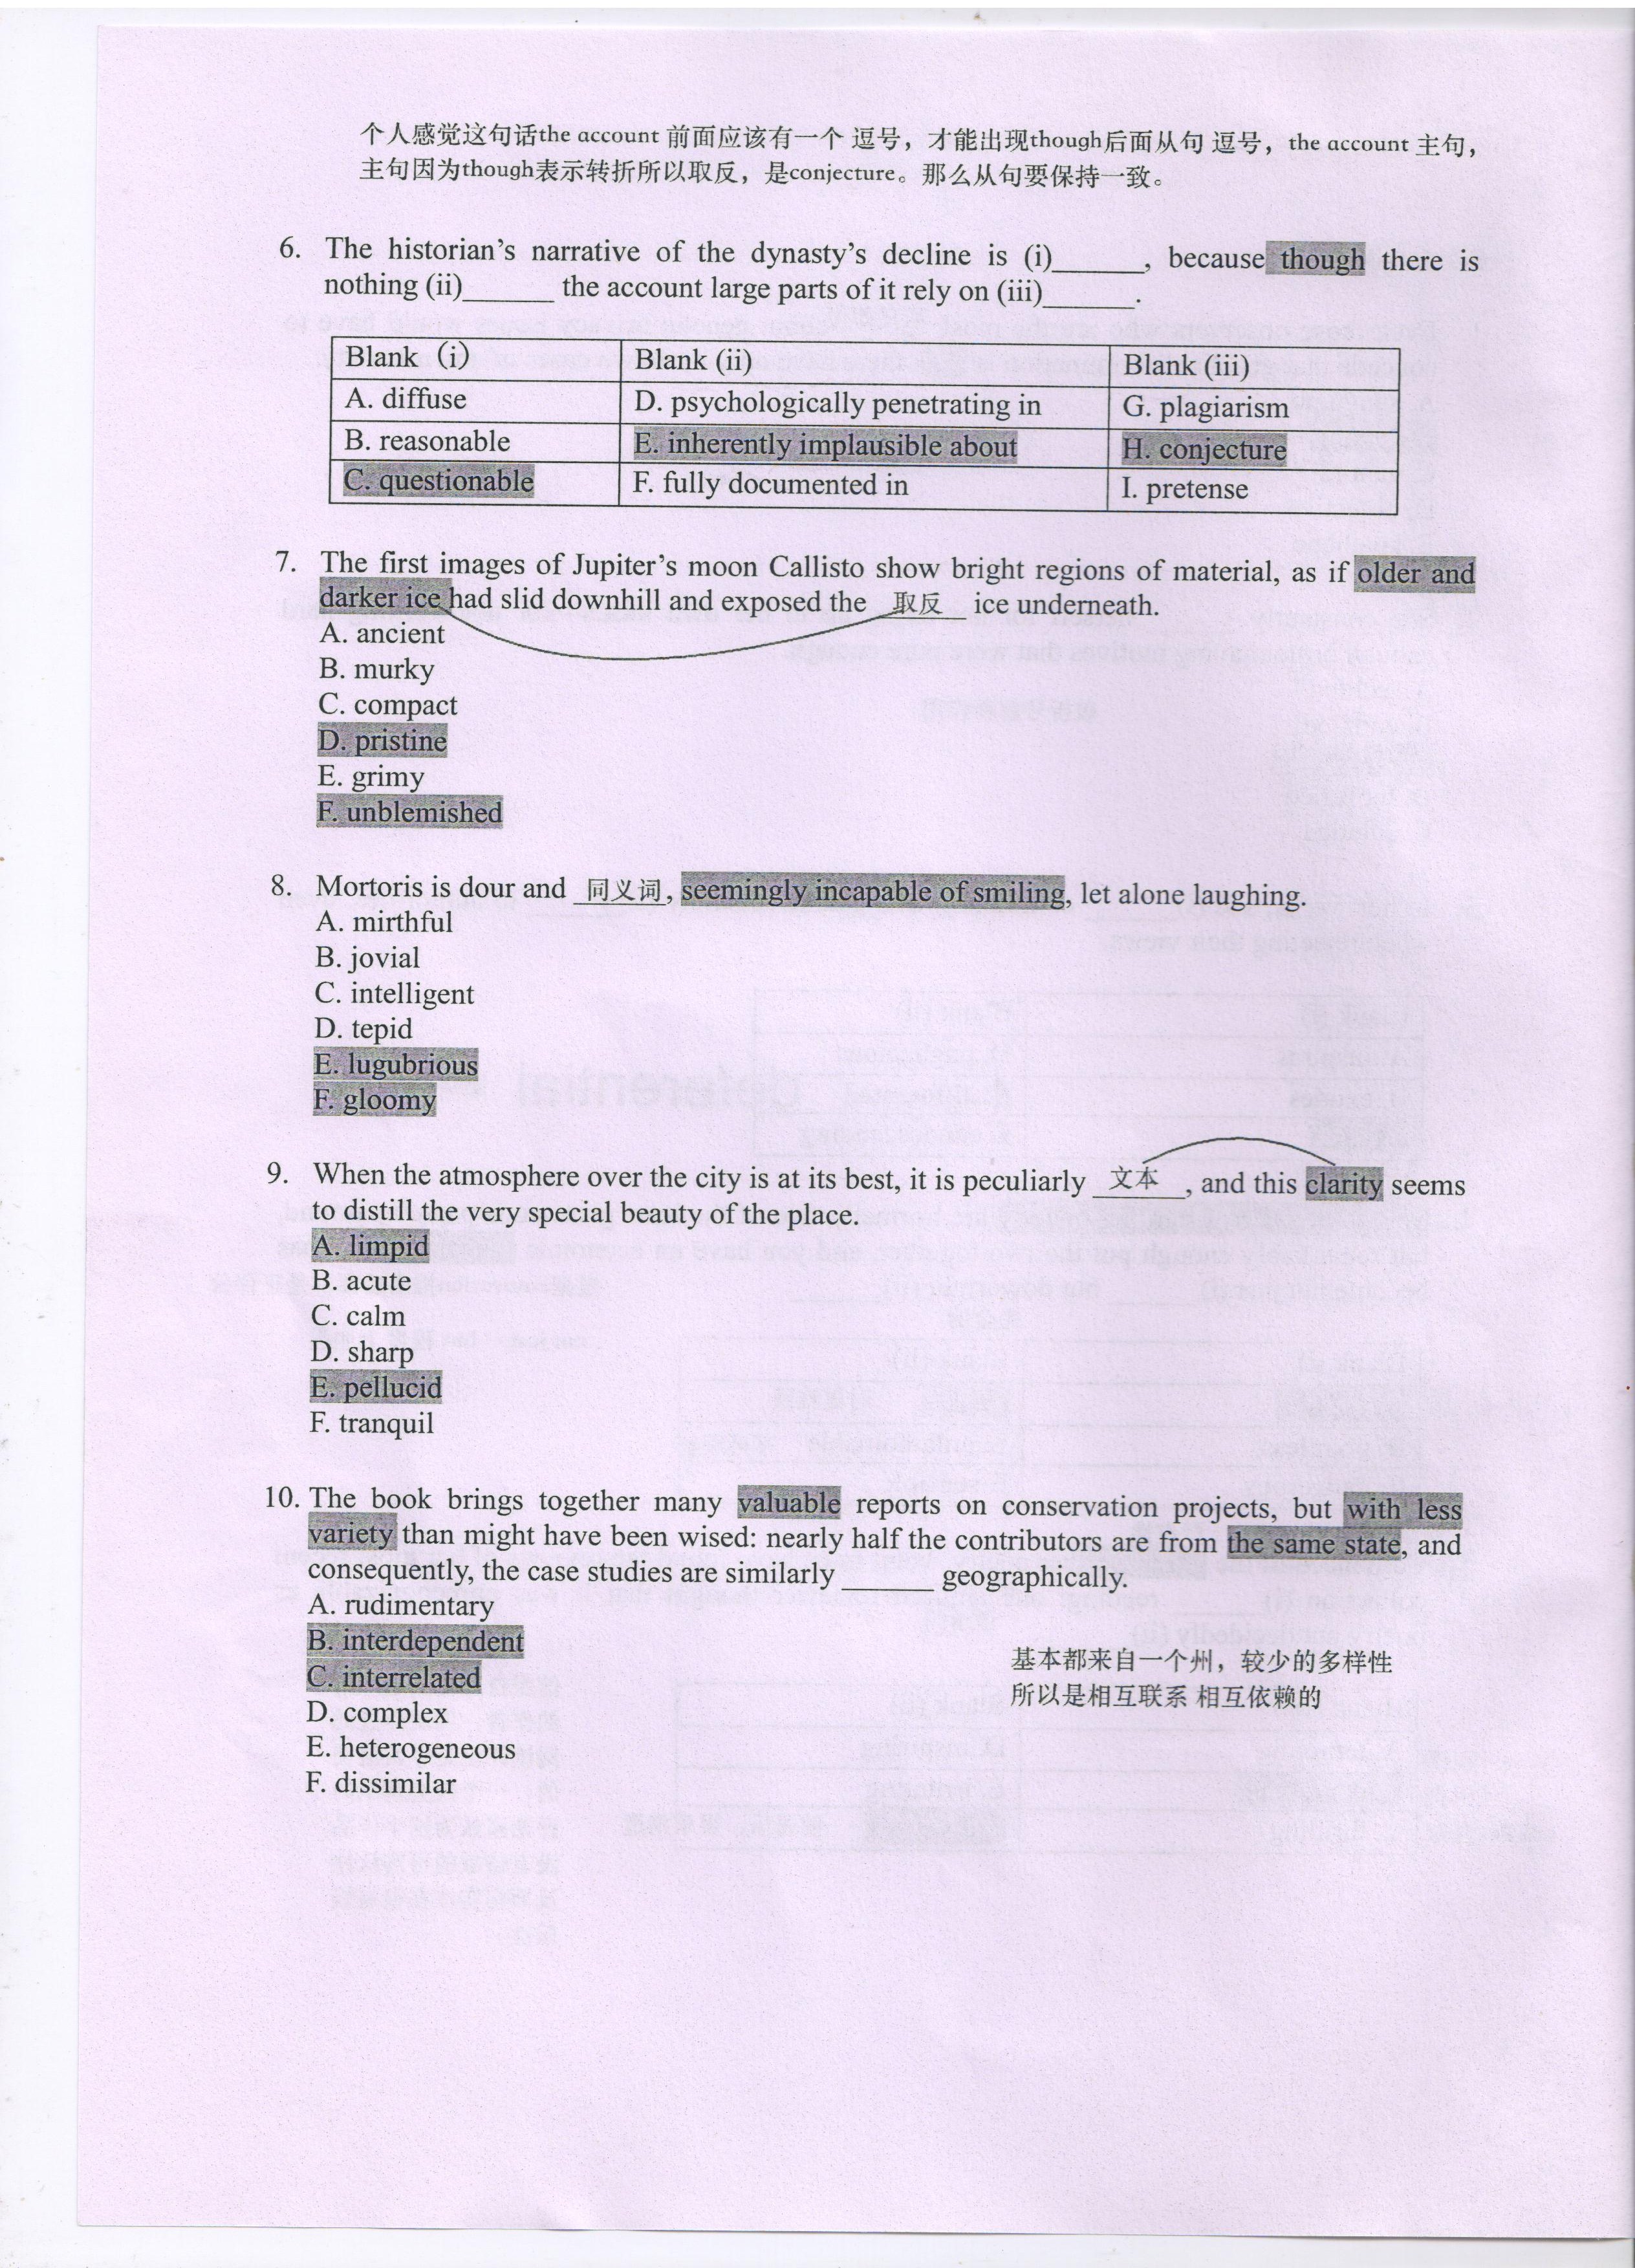 个人感觉这句话the account 前面应该有一个 逗号，才能出现though后面从句 逗号，the account 主句，
主句因为though表示转折所以取反，是conjecture。那么从句要保持一致。
6. The historian's narrative of the dynasty's decline is (i)______, because though there is
nothing (ii)______ the account large parts of it rely on (iii)______.
Blank （i） Blank (ii) Blank (iii)
A. diffuse D. psychologically penetrating in G. plagiarism
B. reasonable E. inherently implausible about H. conjecture
C. questionable F. fully documented in I. pretense
7. The first images of Jupiter's moon Callisto show bright regions of material, as if older and
darker ice had slid downhill and exposed the 取反 ice underneath.
A. ancient
B. murky
C. compact
D. pristine
E. grimy
F. unblemished
8. Mortoris is dour and 同义词, seemingly incapable of smiling, let alone laughing.
A. mirthful
B. jovial
C. intelligent
D. tepid
E. lugubrious
F. gloomy
9. When the atmosphere over the city is at its best, it is peculiarly 文本, and this clarity seems
to distill the very special beauty of the place.
A. limpid
B. acute
C. calm
D. sharp
E. pellucid
F. tranquil
10. The book brings together many valuable reports on conservation projects, but with less
variety than might have been wised: nearly half the contributors are from the same state, and
consequently, the case studies are similarly ______ geographically.
A. rudimentary
B. interdependent
C. interrelated
D. complex
E. heterogeneous
F. dissimilar
基本都来自一个州，较少的多样性
所以是相互联系 相互依赖的